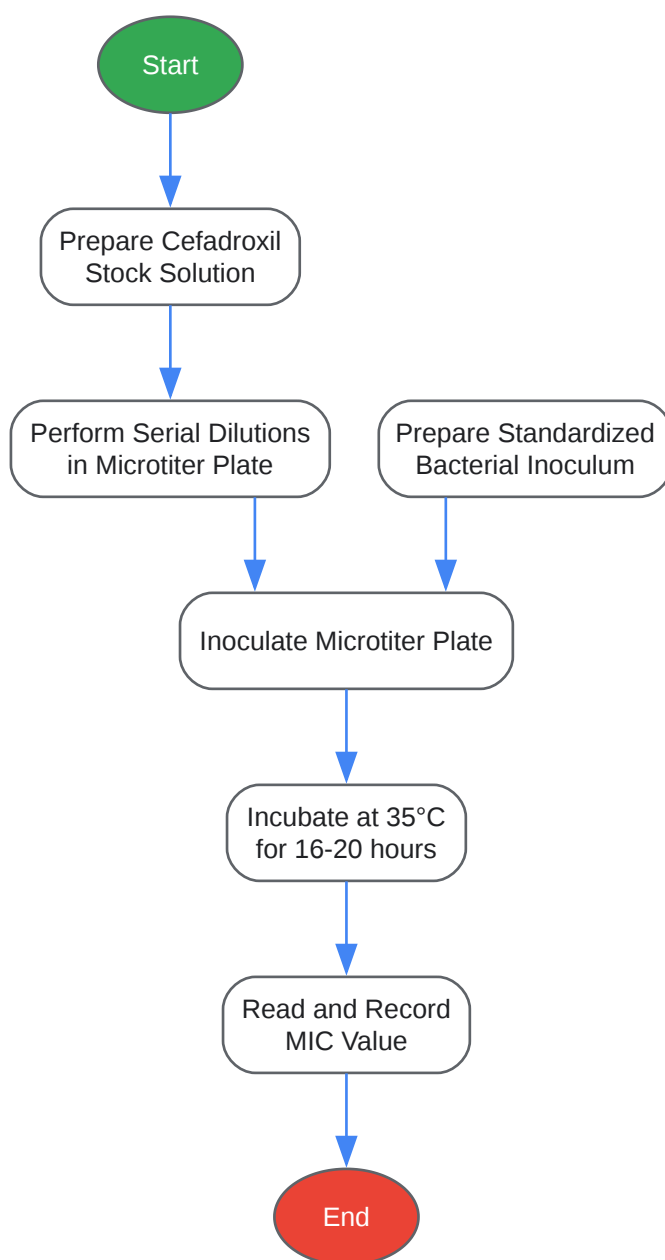 Start
Prepare Cefadroxil
Stock Solution
Perform Serial Dilutions
in Microtiter Plate
Prepare Standardized
Bacterial Inoculum
Inoculate Microtiter Plate
Incubate at 35°C
for 16-20 hours
Read and Record
MIC Value
End